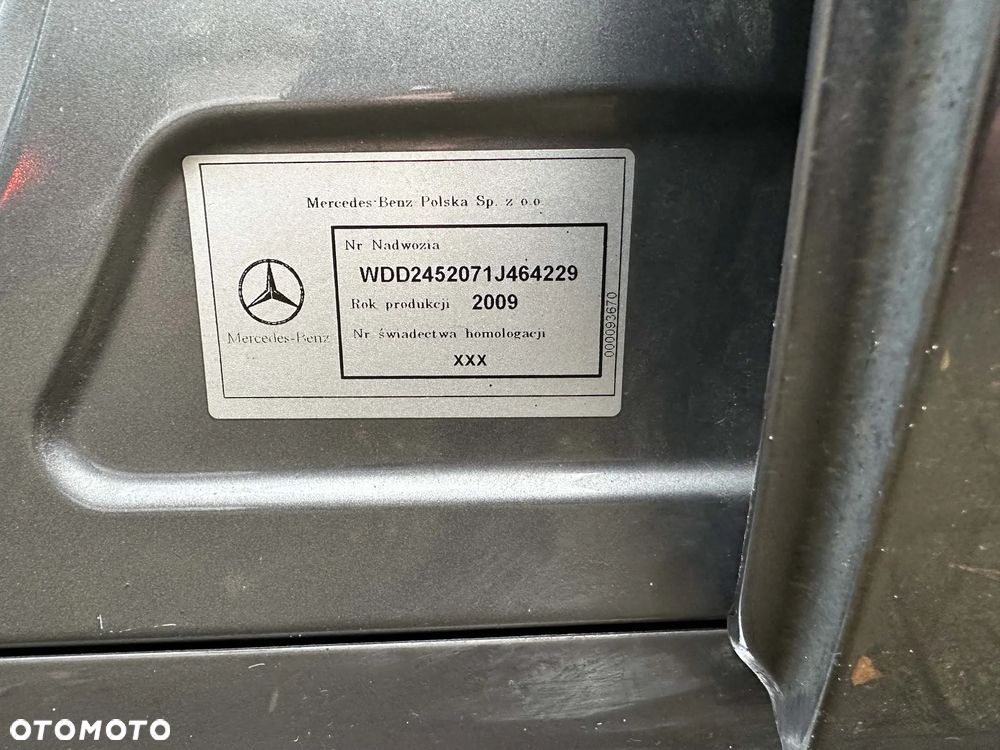 Mercedes-Benz Polska Sp. z o.o.
Nr Nadwozia
WDD2452071J464229
Rok produkcji 2009
Nr świadectwa homologacji
XXX
000093670
Mercedes-Benz
OTOMOTO